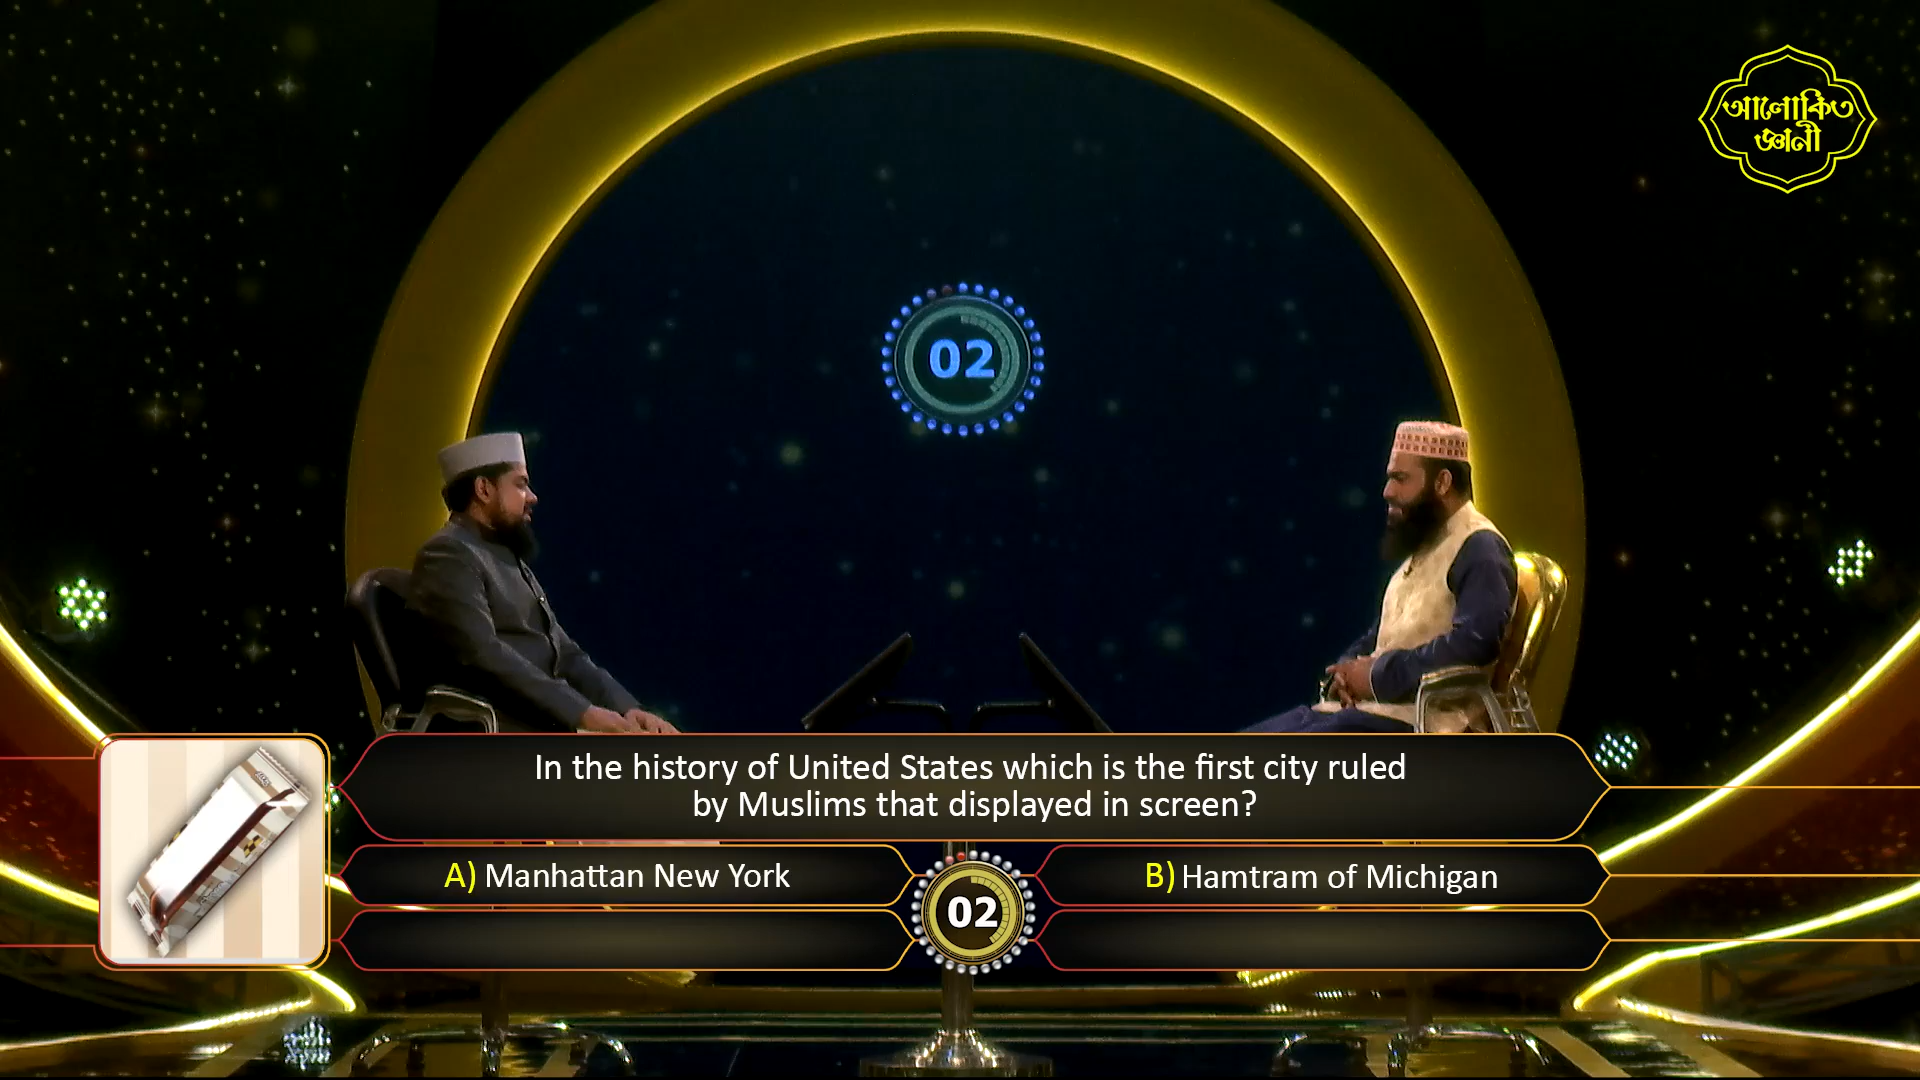 আলোকিত
জ্ঞানী
02
In the history of United States which is the first city ruled
by Muslims that displayed in screen?
A) Manhattan New York
B) Hamtram of Michigan
02